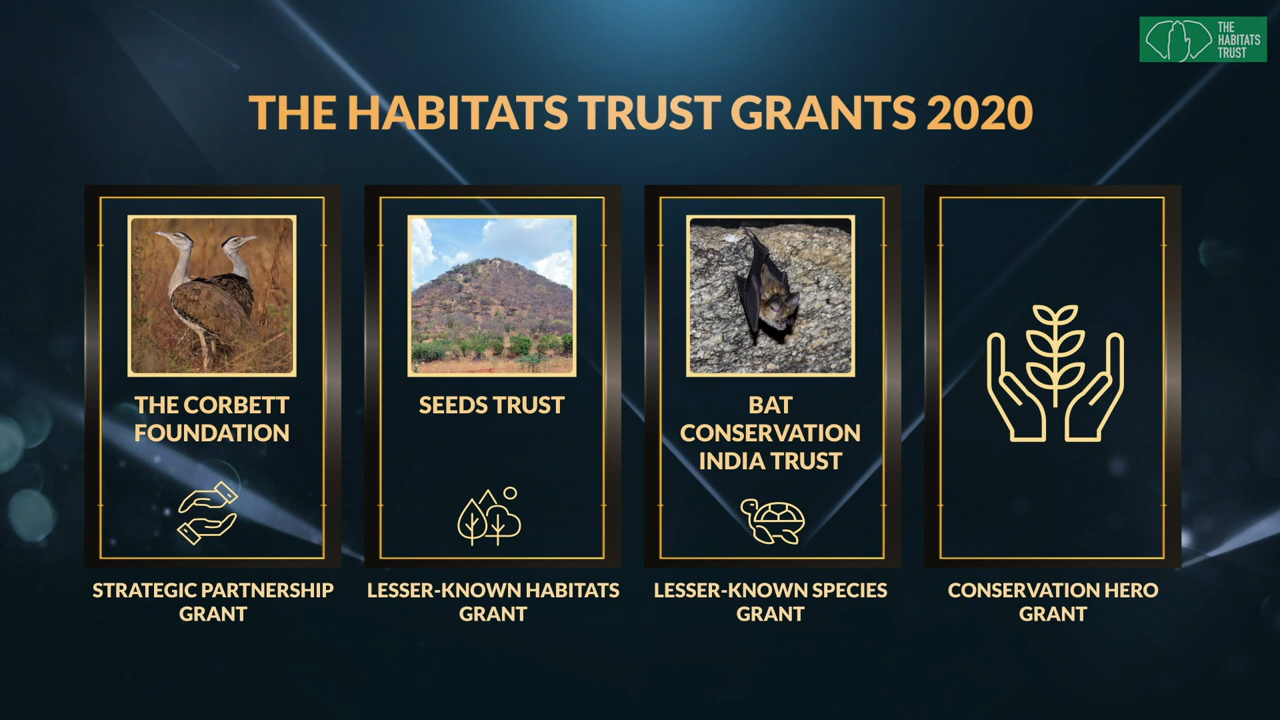 THE
HABITATS
TRUST
THE HABITATS TRUST GRANTS 2020
THE CORBETT
FOUNDATION
STRATEGIC PARTNERSHIP
GRANT
SEEDS TRUST
LESSER-KNOWN HABITATS
GRANT
BAT
CONSERVATION
INDIA TRUST
LESSER-KNOWN SPECIES
GRANT
CONSERVATION HERO
GRANT